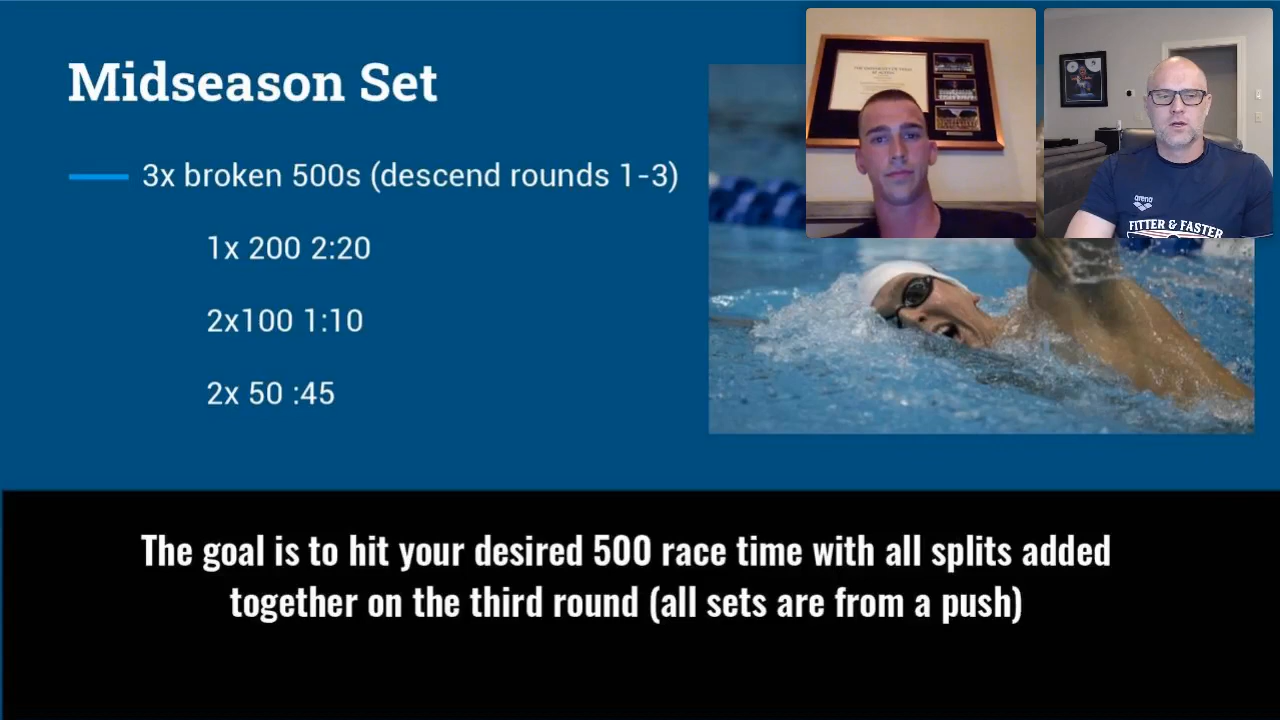 Midseason Set
3x broken 500s (descend rounds 1-3)
1x 200 2:20
2x100 1:10
2x 50 :45
arena
FITTER & FASTER
The goal is to hit your desired 500 race time with all splits added
together on the third round (all sets are from a push)